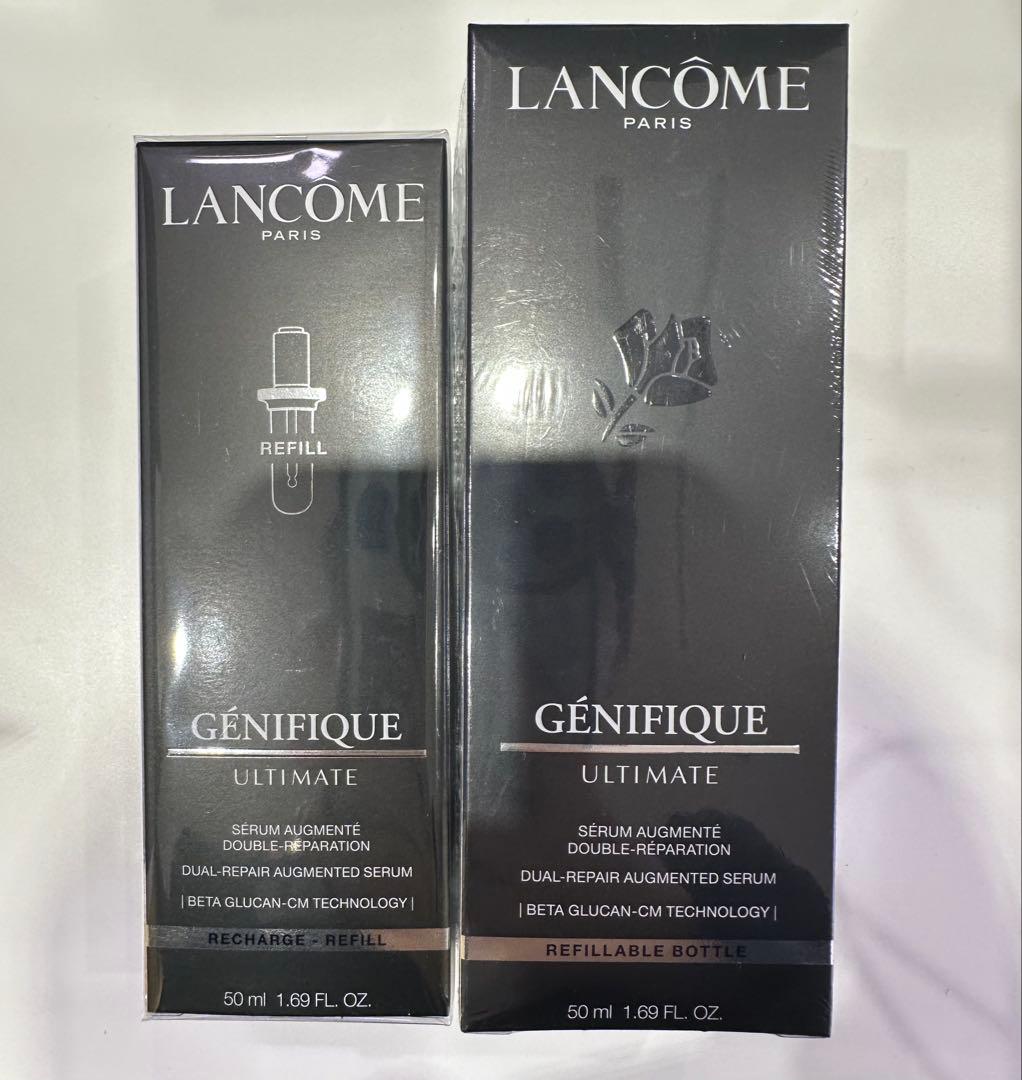 LANCÔME
PARIS
REFILL
GÉNIFIQUE
ULTIMATE
SÉRUM AUGMENTÉ
DOUBLE-RÉPARATION
DUAL-REPAIR AUGMENTED SERUM
| BETA GLUCAN-CM TECHNOLOGY |
RECHARGE - REFILL
50 ml 1.69 FL. OZ.
LANCÔME
PARIS
GÉNIFIQUE
ULTIMATE
SÉRUM AUGMENTÉ
DOUBLE-RÉPARATION
DUAL-REPAIR AUGMENTED SERUM
| BETA GLUCAN-CM TECHNOLOGY |
REFILLABLE BOTTLE
50 ml 1.69 FL. OZ.